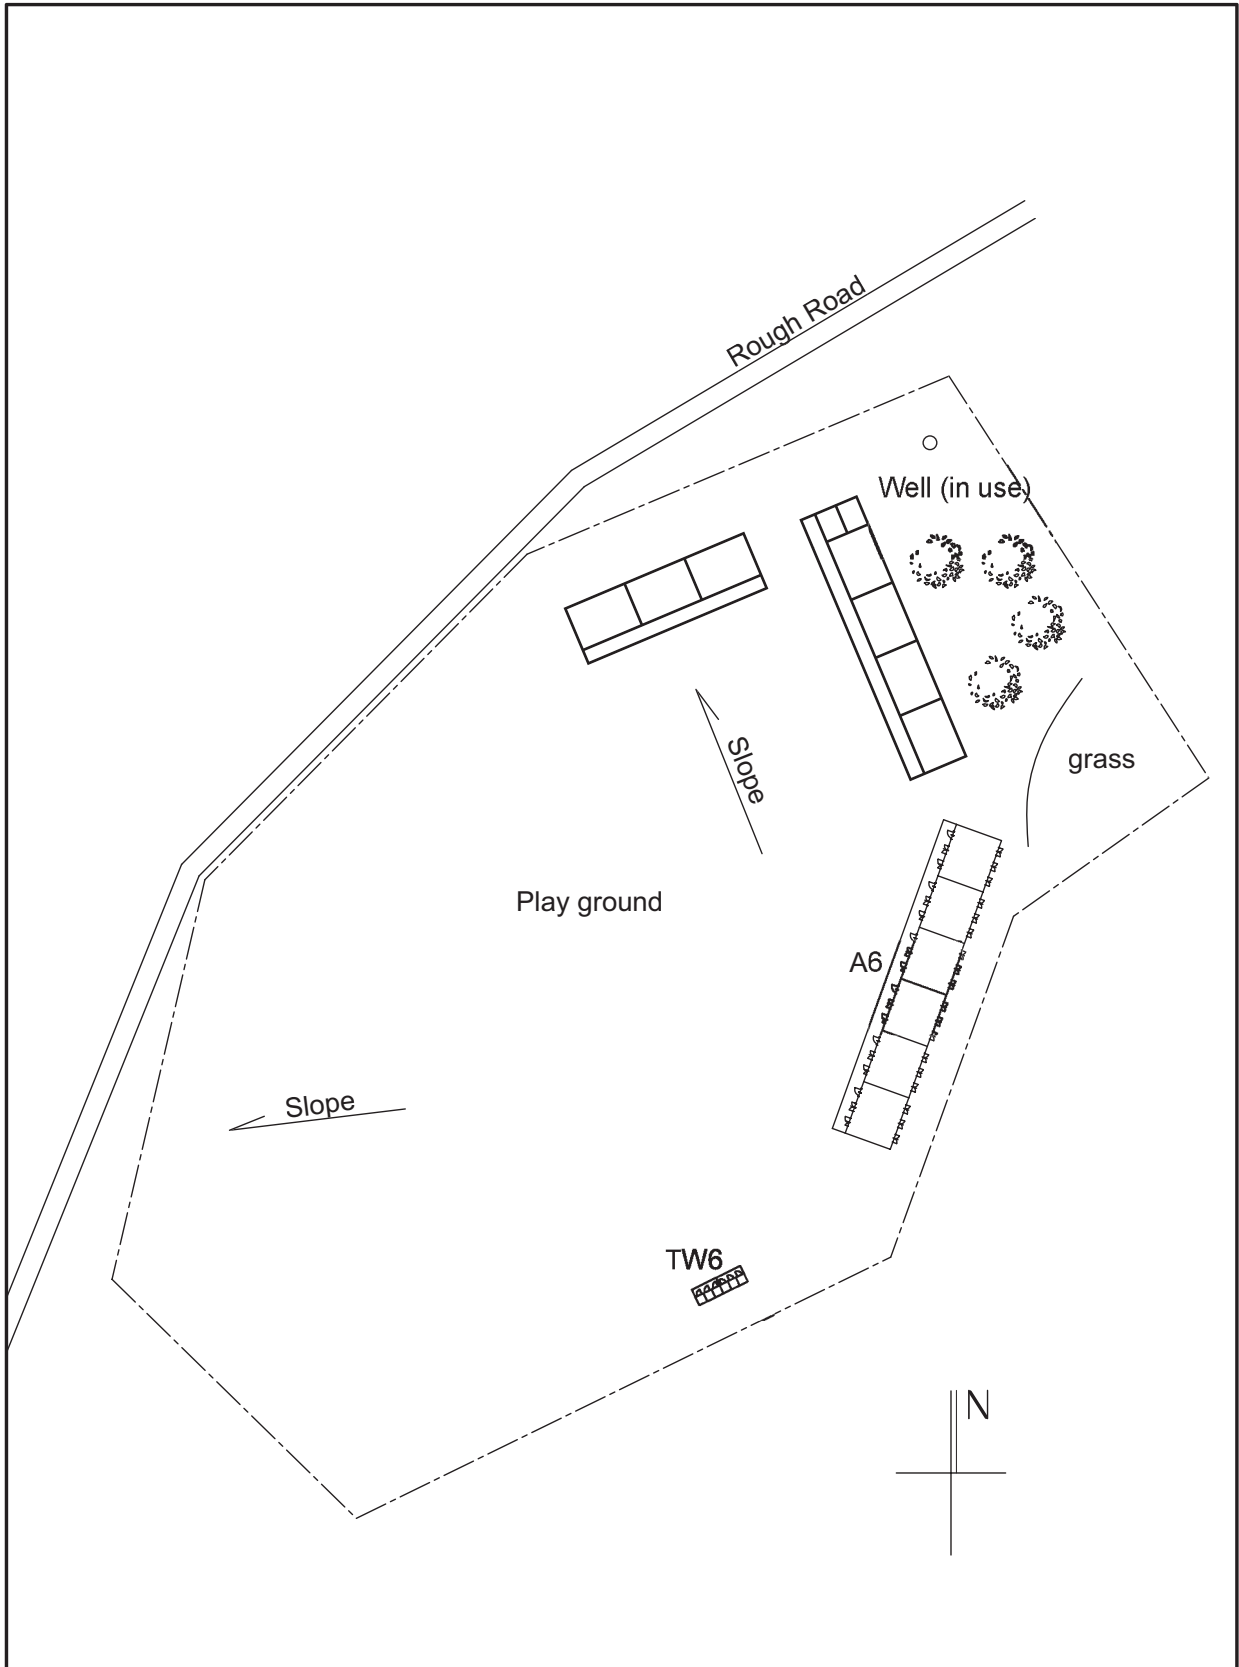 Rough Road
Well (in use)
Slope
grass
Play ground
A6
Slope
TW6
N